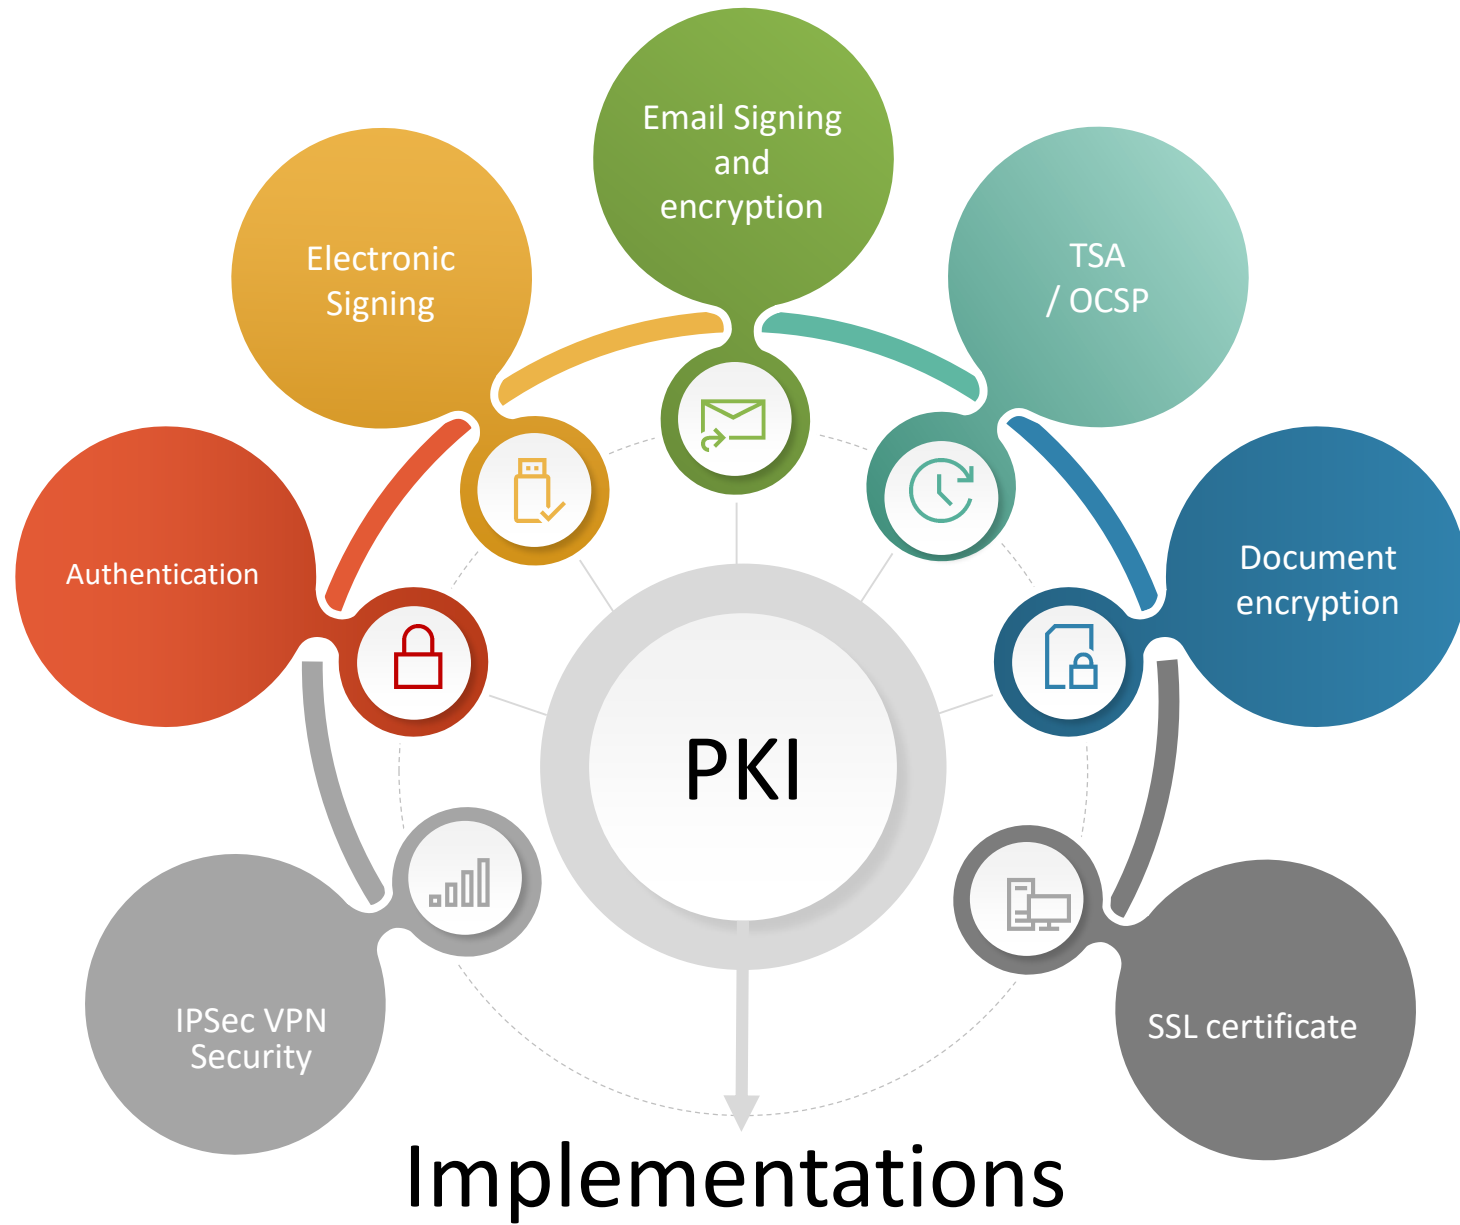 Email Signing
and
encryption
Electronic
Signing
TSA
/ OCSP
Authentication
Document
encryption
PKI
IPSec VPN
Security
SSL certificate
Implementations